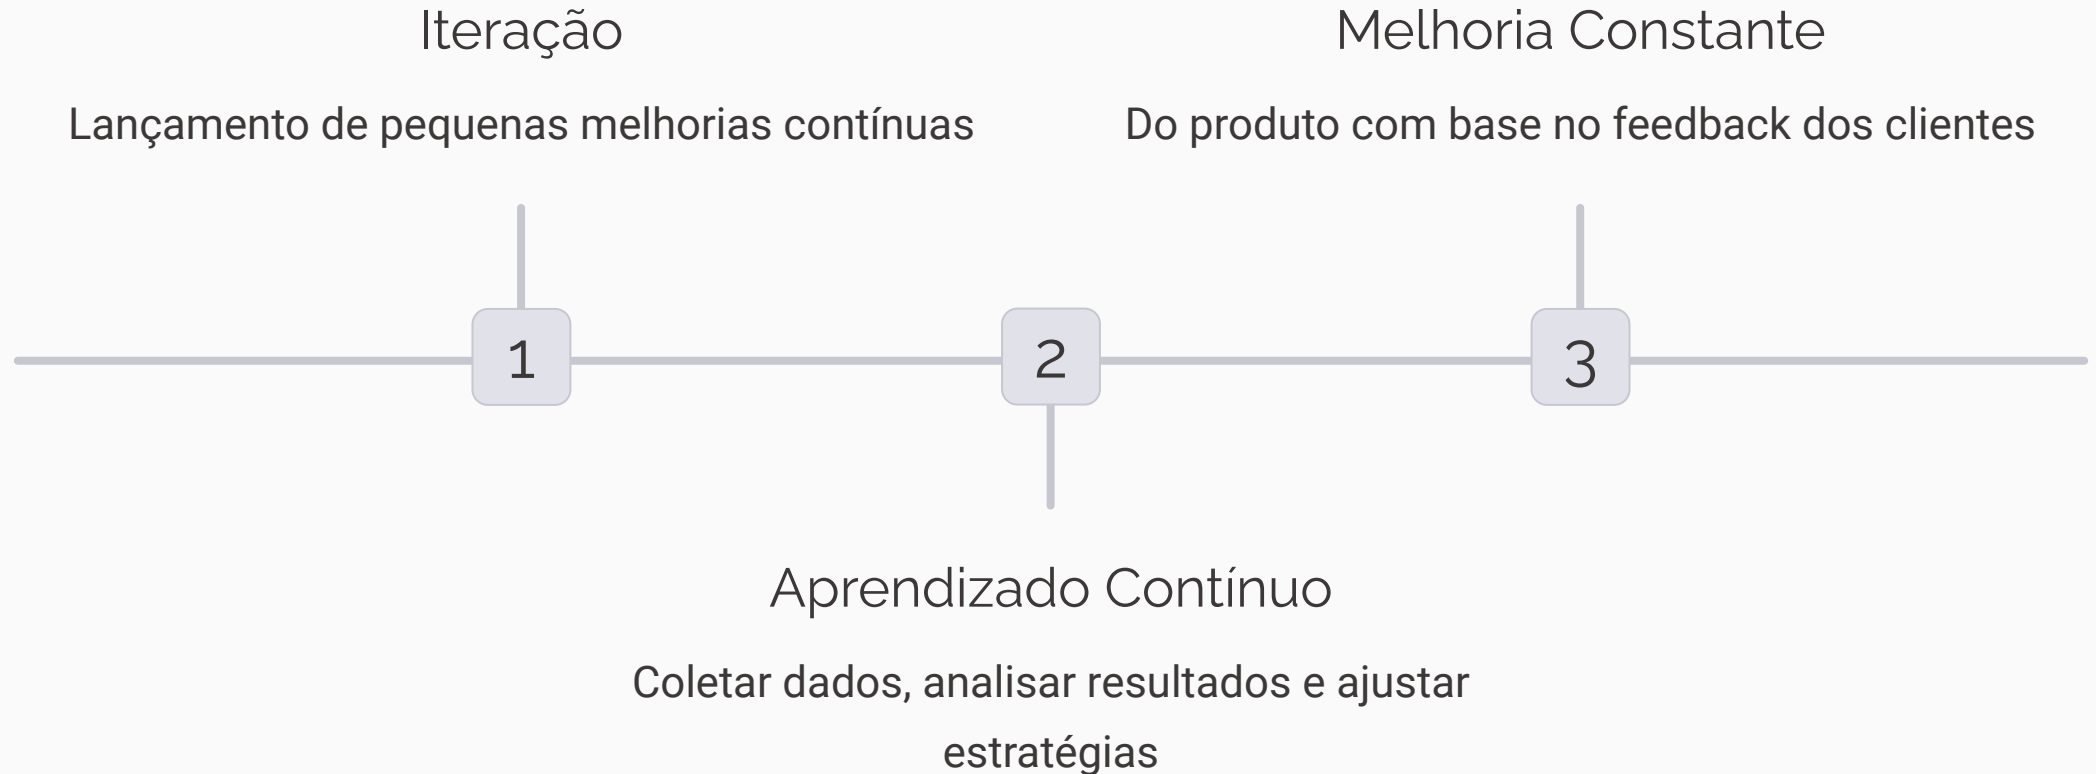 Iteração
Lançamento de pequenas melhorias contínuas
Melhoria Constante
Do produto com base no feedback dos clientes
1
2
3
Aprendizado Contínuo
Coletar dados, analisar resultados e ajustar
estratégias